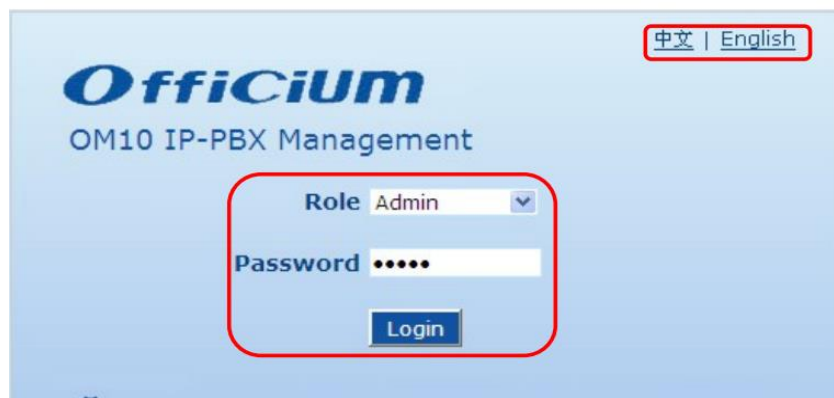 中文 | English
OffiCiUm
OM10 IP-PBX Management
Role Admin
Password •••••
Login